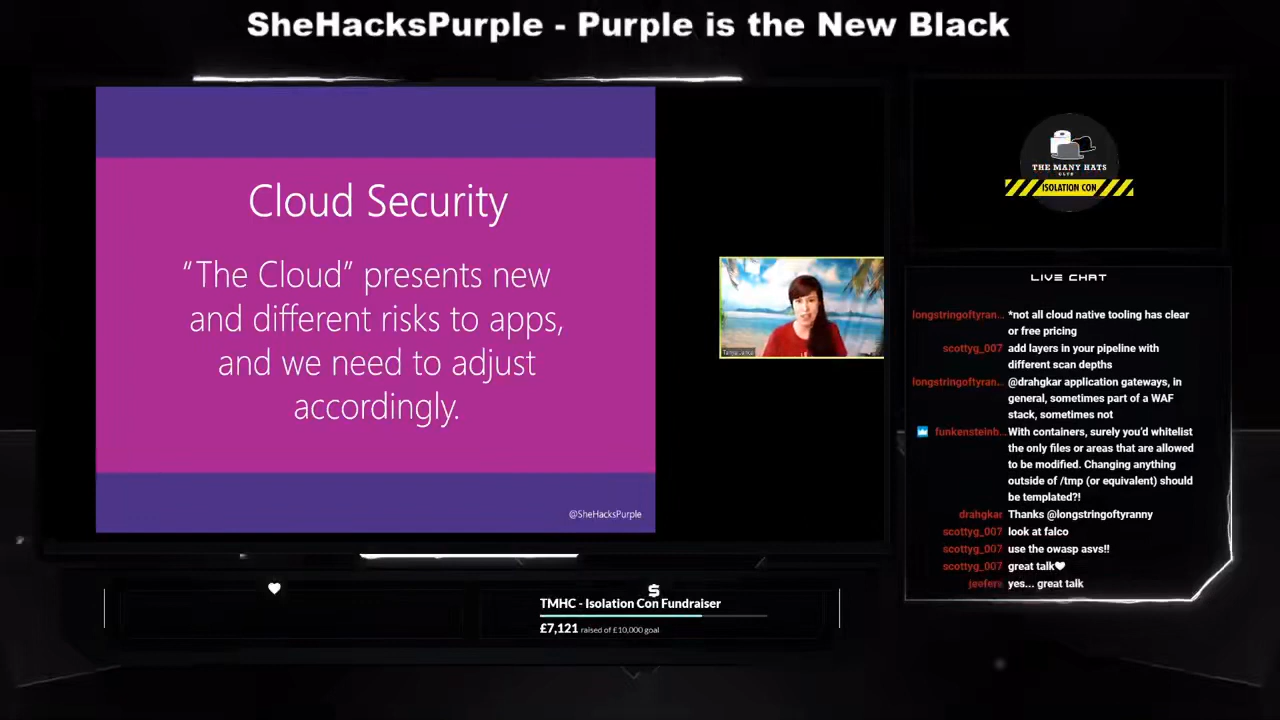 SheHacksPurple - Purple is the New Black
Cloud Security
“The Cloud” presents new
and different risks to apps,
and we need to adjust
accordingly.
@SheHacksPurple
THE MANY HATS
CLUB
ISOLATION CON
LIVE CHAT
longstringoftyran... *not all cloud native tooling has clear
or free pricing
scottyg_007 add layers in your pipeline with
different scan depths
longstringoftyran... @drahgkar application gateways, in
general, sometimes part of a WAF
stack, sometimes not
funkensteinh... With containers, surely you’d whitelist
the only files or areas that are allowed
to be modified. Changing anything
outside of /tmp (or equivalent) should
be templated?!
drahgkar Thanks @longstringoftyranny
scottyg_007 look at falco
scottyg_007 use the owasp asvs!!
scottyg_007 great talk♥
jeefers yes... great talk
$
TMHC - Isolation Con Fundraiser
£7,121 raised of £10,000 goal